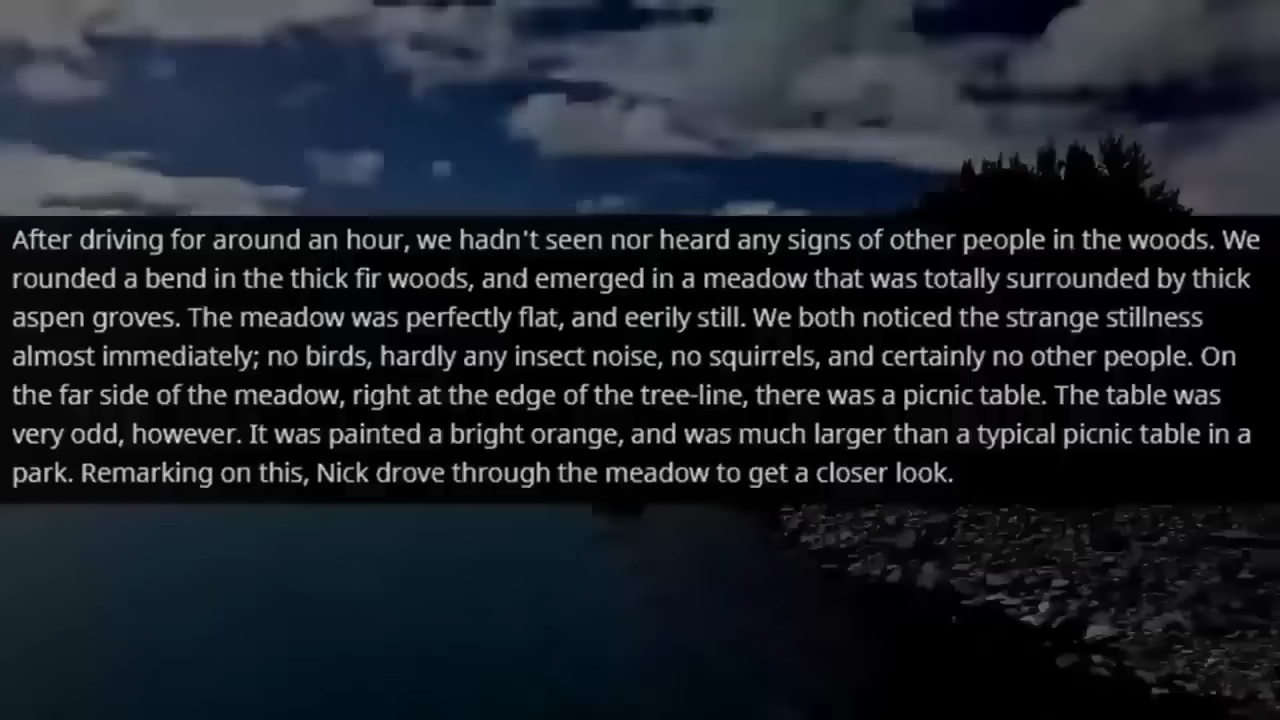 After driving for around an hour, we hadn't seen nor heard any signs of other people in the woods. We
rounded a bend in the thick fir woods, and emerged in a meadow that was totally surrounded by thick
aspen groves. The meadow was perfectly flat, and eerily still. We both noticed the strange stillness
almost immediately; no birds, hardly any insect noise, no squirrels, and certainly no other people. On
the far side of the meadow, right at the edge of the tree-line, there was a picnic table. The table was
very odd, however. It was painted a bright orange, and was much larger than a typical picnic table in a
park. Remarking on this, Nick drove through the meadow to get a closer look.